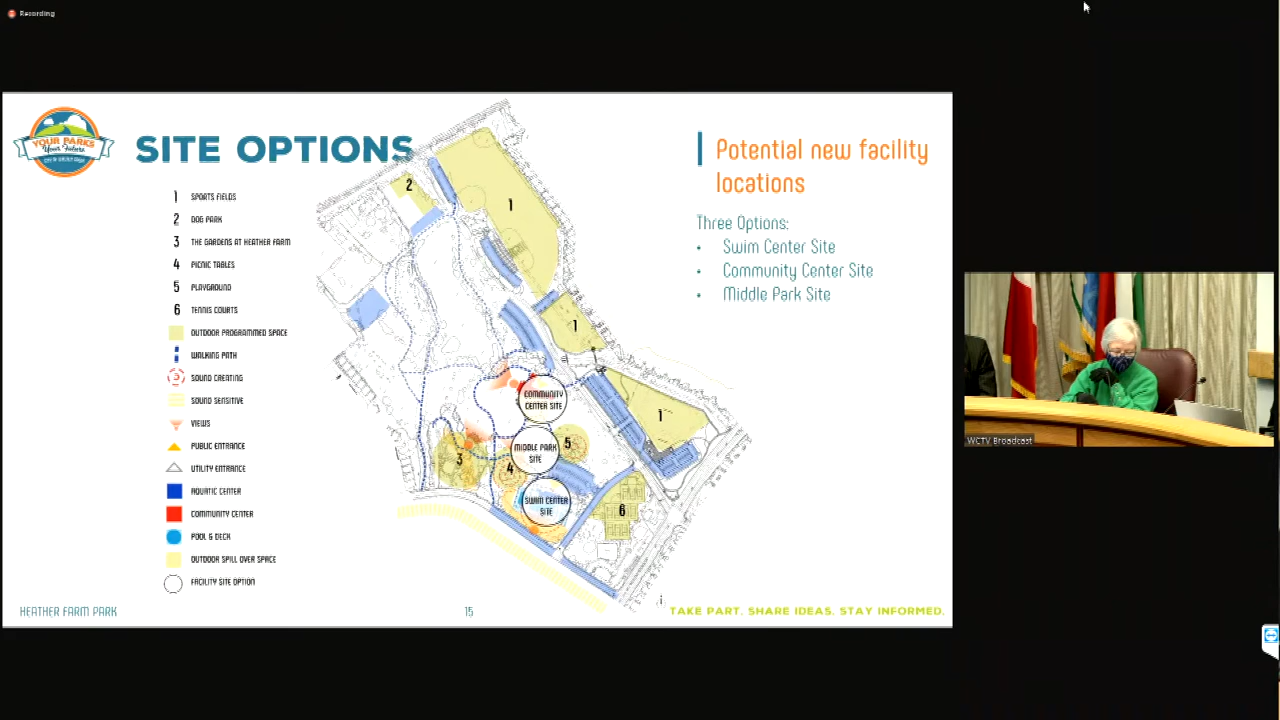 Recording
YOUR PARKS
Your Future
SITE OPTIONS
1 SPORTS FIELDS
2 DOG PARK
3 THE GARDENS AT HEATHER FARM
4 PICNIC TABLES
5 PLAYGROUND
6 TENNIS COURTS
OUTDOOR PROGRAMMED SPACE
WALKING PATH
SOUND CREATING
SOUND SENSITIVE
VIEWS
PUBLIC ENTRANCE
UTILITY ENTRANCE
AQUATIC CENTER
COMMUNITY CENTER
POOL & DECK
OUTDOOR SPILL OVER SPACE
FACILITY SITE OPTION
2
1
1
1
COMMUNITY
CENTER SITE
MIDDLE PARK
SITE
5
3
4
SWIM CENTER
SITE
6
Potential new facility
locations
Three Options:
• Swim Center Site
• Community Center Site
• Middle Park Site
HEATHER FARM PARK
15
TAKE PART. SHARE IDEAS. STAY INFORMED.
WCTV Broadcast